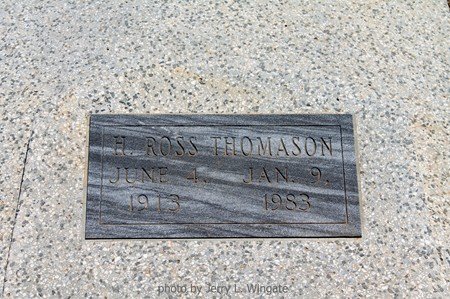 H. ROSS THOMASON
JUNE 4, JAN. 9,
1913 1983
photo by Jerry L. Wingate